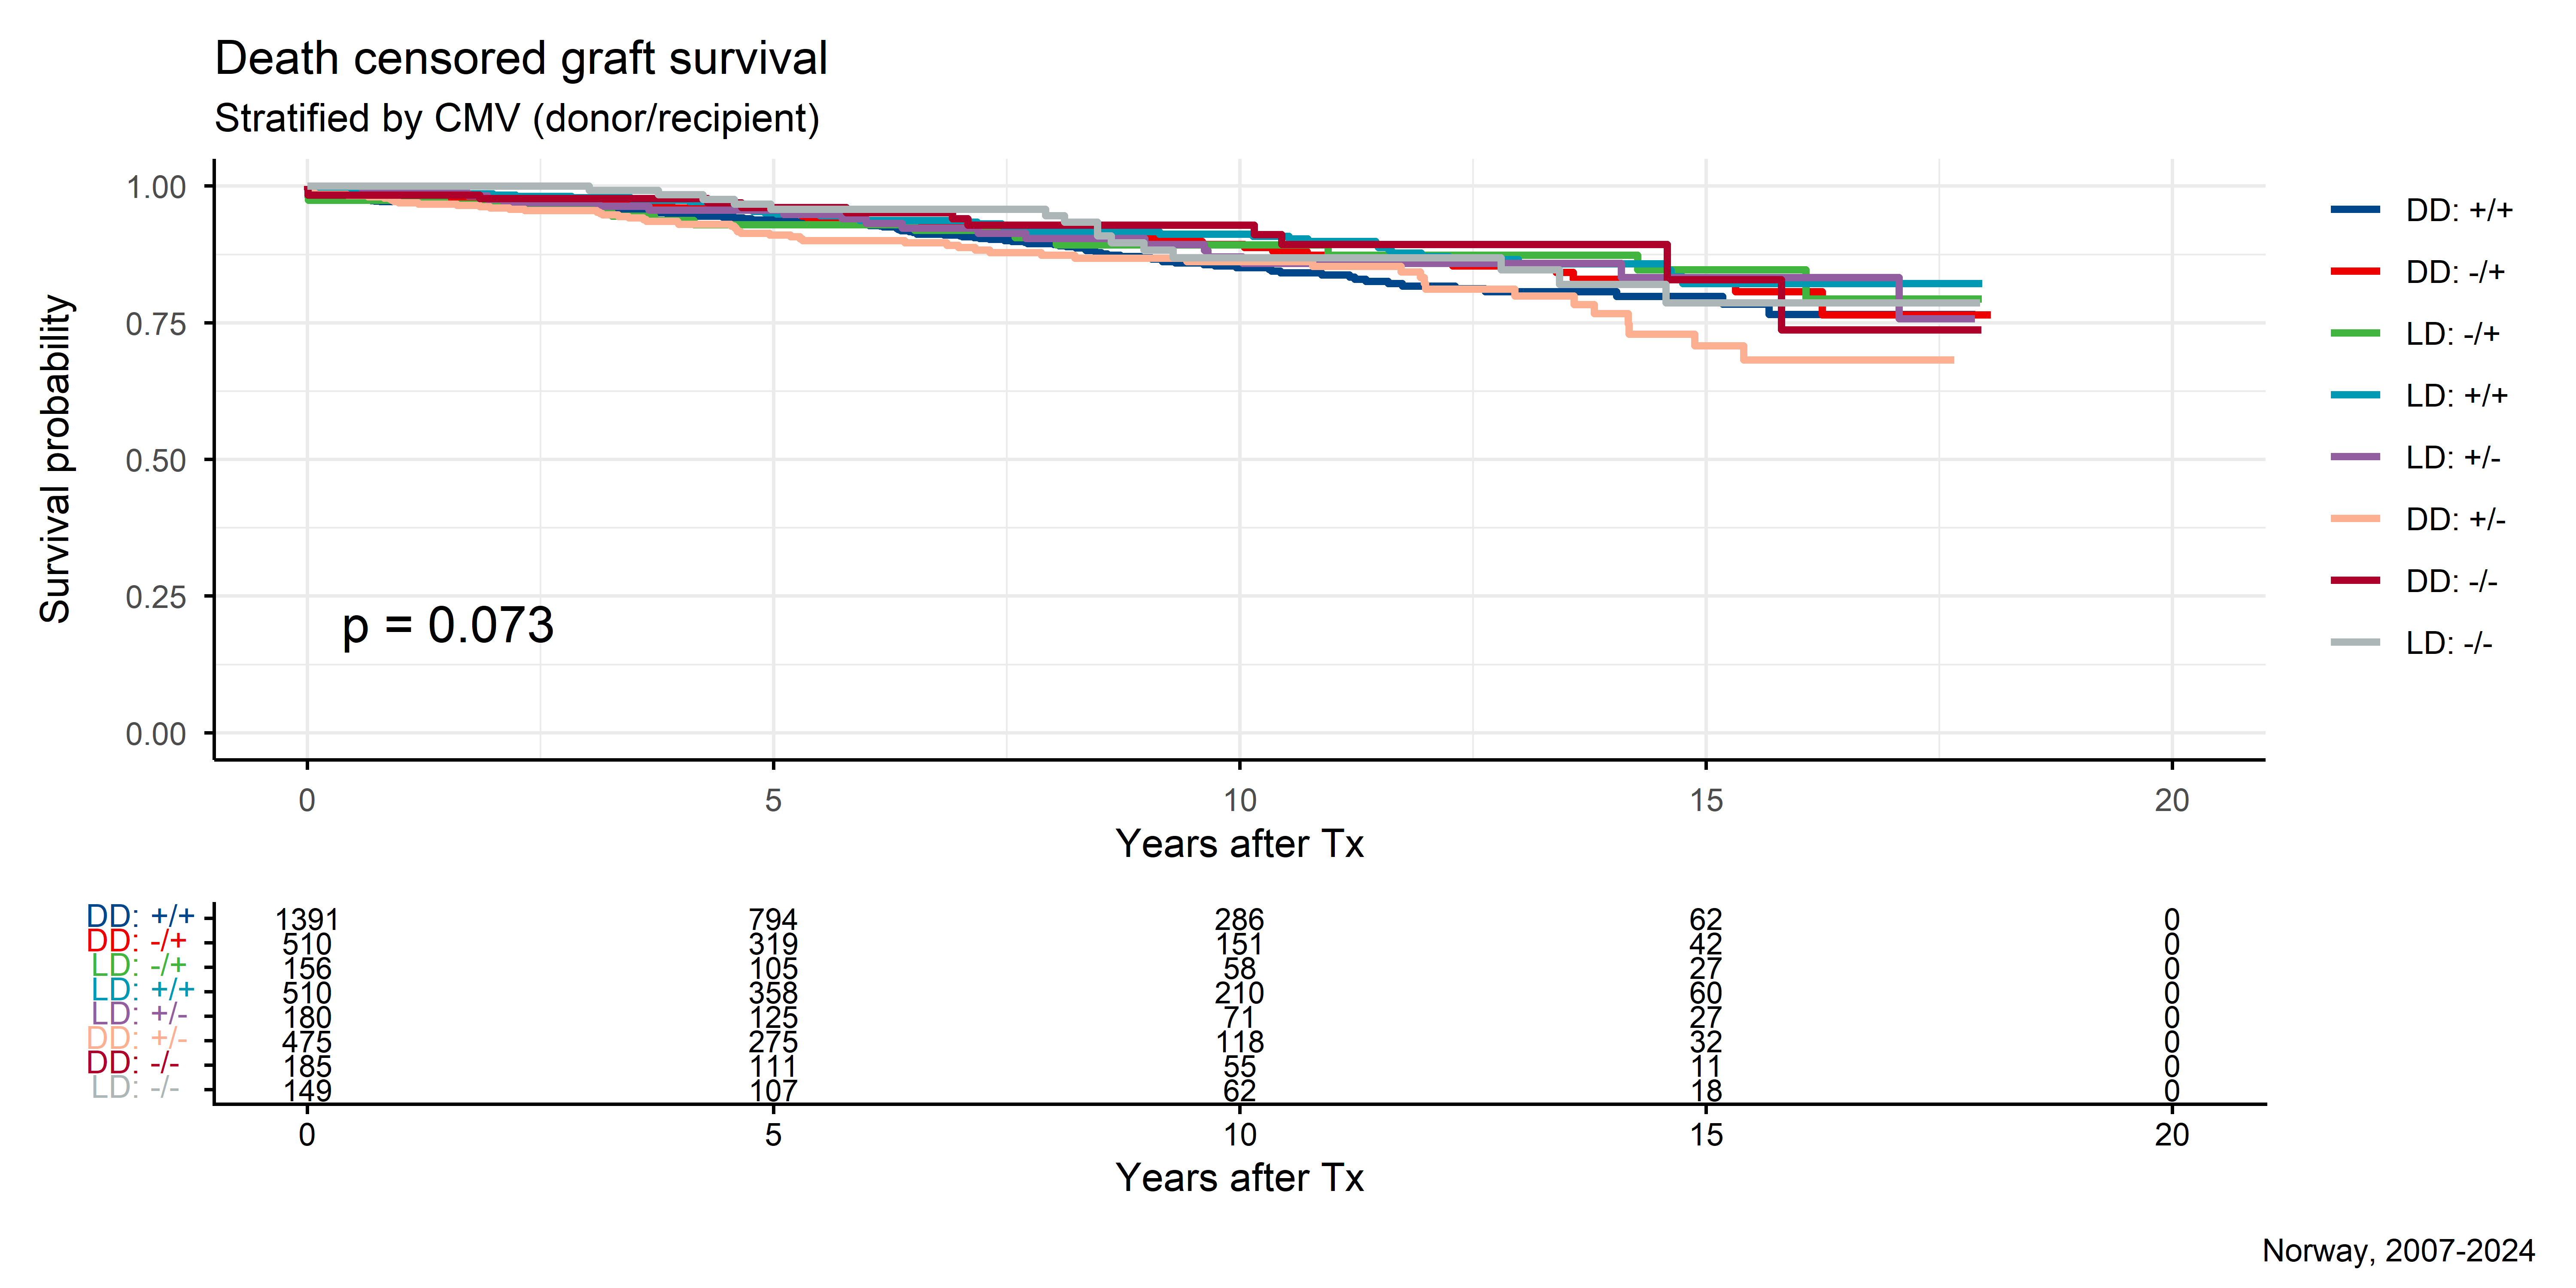 Death censored graft survival
Stratified by CMV (donor/recipient)
Survival probability
1.00
0.75
0.50
0.25
0.00
p = 0.073
0 5 10 15 20
Years after Tx
DD: +/+
DD: -/+
LD: -/+
LD: +/+
LD: +/-
DD: +/-
DD: -/-
LD: -/-
DD: +/+ 1391 794 286 62 0
DD: -/+ 510 319 151 42 0
LD: -/+ 156 105 58 27 0
LD: +/+ 510 358 210 60 0
LD: +/- 180 125 71 27 0
DD: +/- 475 275 118 32 0
DD: -/- 185 111 55 11 0
LD: -/- 149 107 62 18 0
0 5 10 15 20
Years after Tx
Norway, 2007-2024